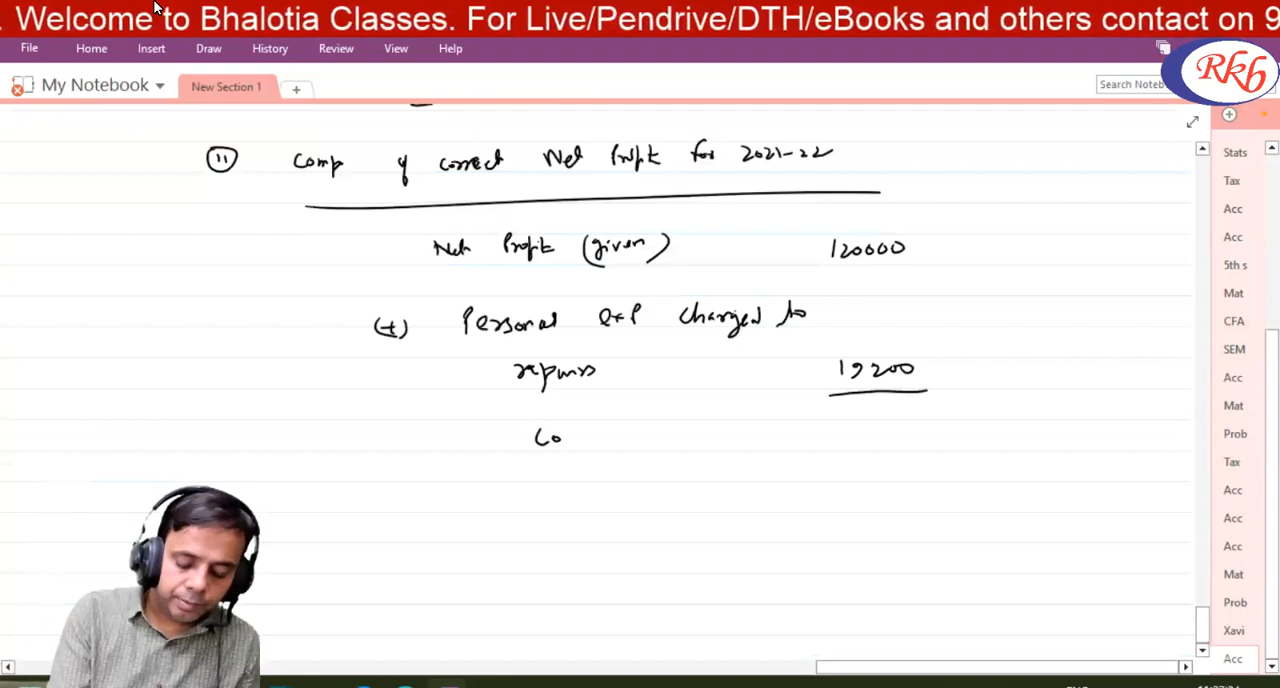 . Welcome to Bhalotia Classes. For Live/Pendrive/DTH/eBooks and others contact on 9
File Home Insert Draw History Review View Help
Rkb
My Notebook New Section 1 + Search Noteb
(11) Comp of correct Net Profit for 2021-22
Net Profit (given) 120000
(+) Personal exp charged to
19200
Co
Stats
Tax
Acc
Acc
5th s
Mat
CFA
SEM
Acc
Mat
Prob
Tax
Acc
Acc
Acc
Mat
Prob
Xavi
Acc